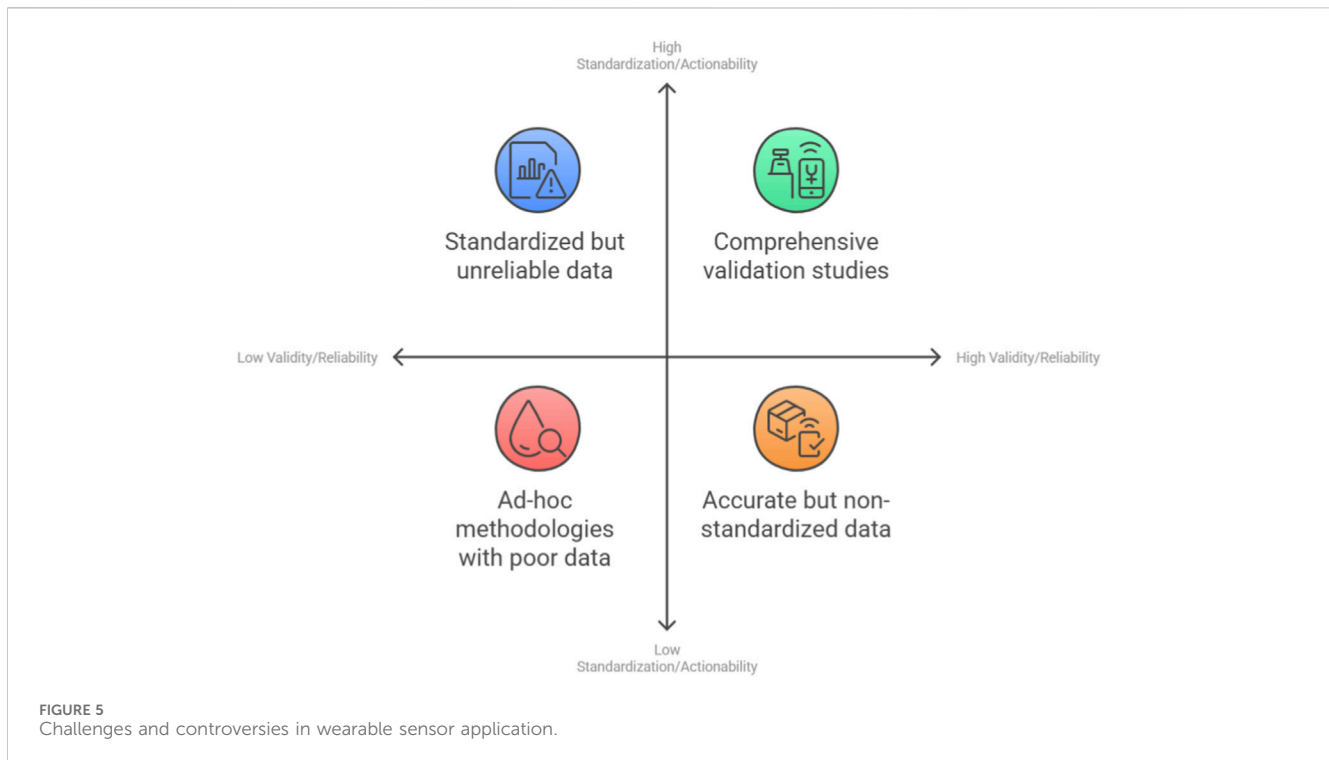 High
Standardization/Actionability
Standardized but
unreliable data
Comprehensive
validation studies
Low Validity/Reliability
High Validity/Reliability
Ad-hoc
methodologies
with poor data
Accurate but non-
standardized data
Low
Standardization/Actionability
FIGURE 5
Challenges and controversies in wearable sensor application.